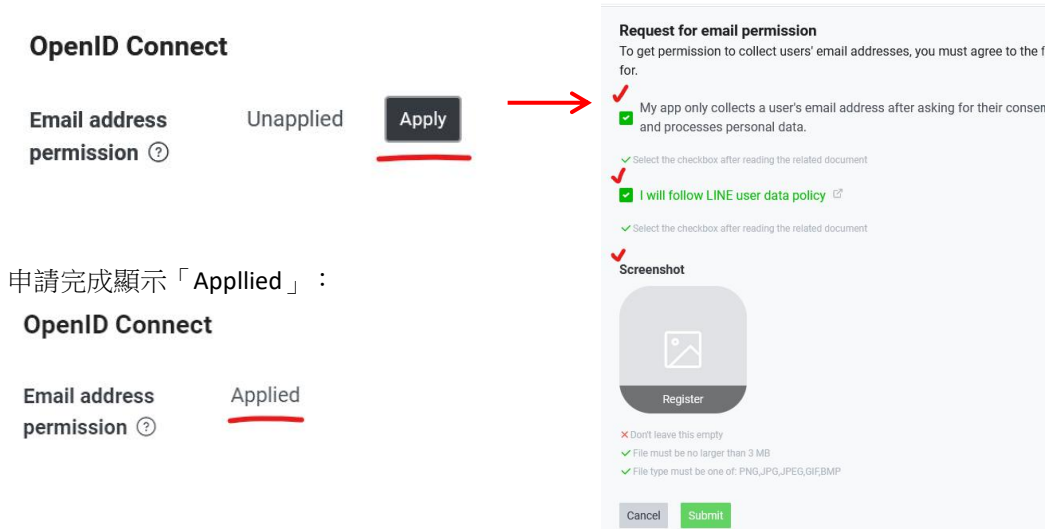 OpenID Connect
Email address
permission
Unapplied
Apply
申請完成顯示「Appllied」：
OpenID Connect
Email address
permission
Applied
Request for email permission
To get permission to collect users' email addresses, you must agree to the f
for.
My app only collects a user's email address after asking for their conser
and processes personal data.
Select the checkbox after reading the related document
I will follow LINE user data policy
Select the checkbox after reading the related document
Screenshot
Register
Don't leave this empty
File must be no larger than 3 MB
File type must be one of: PNG,JPG,JPEG,GIF,BMP
Cancel
Submit